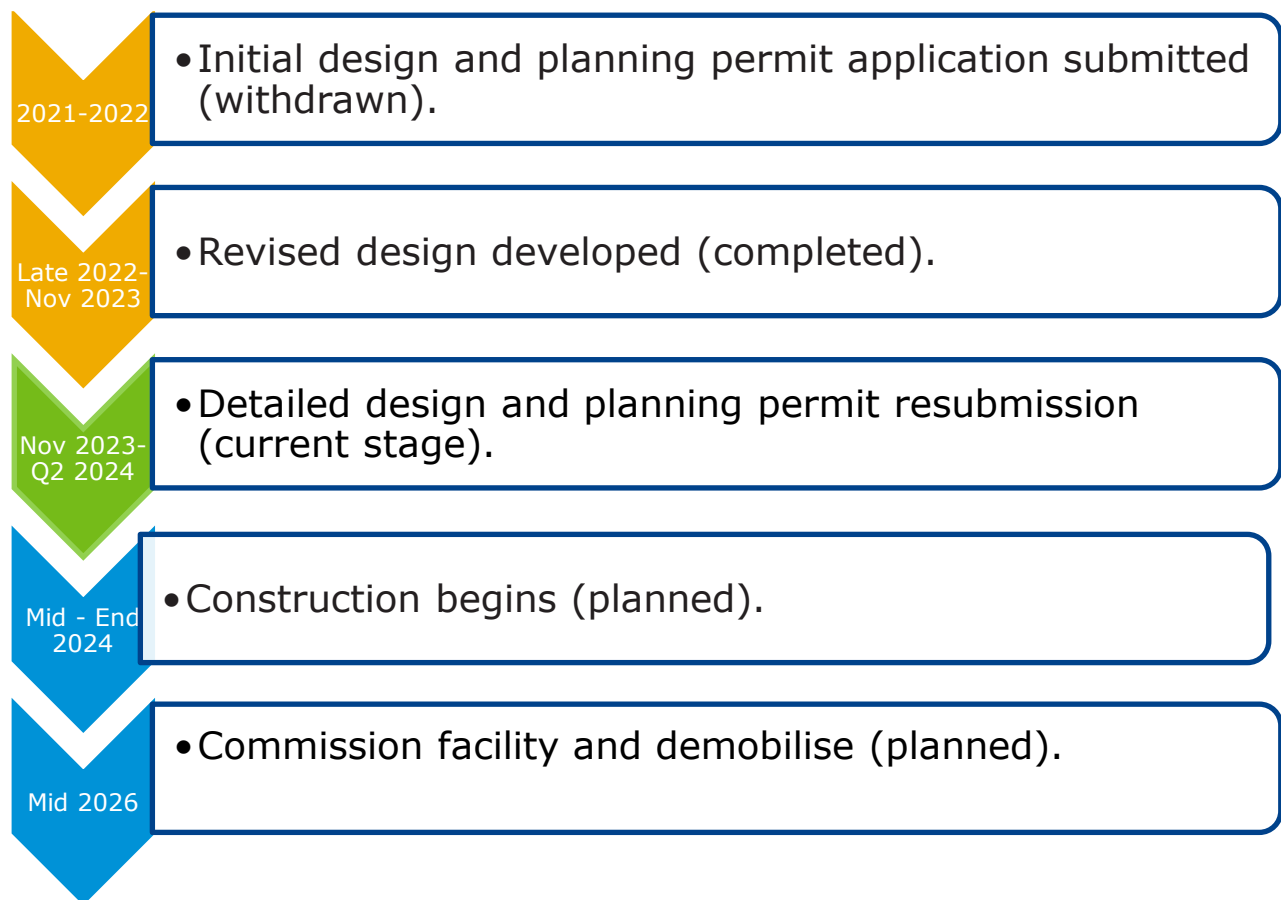 2021-2022
•Initial design and planning permit application submitted
(withdrawn).
Late 2022-
Nov 2023
•Revised design developed (completed).
Nov 2023-
Q2 2024
•Detailed design and planning permit resubmission
(current stage).
Mid - End
2024
•Construction begins (planned).
Mid 2026
•Commission facility and demobilise (planned).